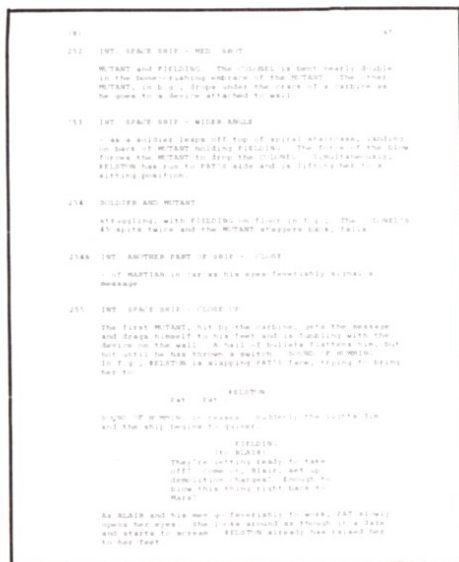 252 INT. SPACE SHIP - MED. SHOT
MUTANT and FIELDING. The COLONEL is bent nearly double
in the bone-crushing embrace of the MUTANT. The other
MUTANT, in b.g., drops under the crack of a carbine as
he goes to a device attached to wall.
253 INT. SPACE SHIP - WIDER ANGLE
- as a soldier leaps off top of spiral staircase, landing
on back of MUTANT holding FIELDING. The force of the blow
forces the MUTANT to drop the COLONEL. Simultaneously,
KELSTON has run to PAT'S side and is lifting her to a
sitting position.
254 SOLDIER AND MUTANT
struggling, with FIELDING on floor in f.g. The COLONEL'S
45 spits twice and the MUTANT staggers back, falls
254A INT. ANOTHER PART OF SHIP - CLOSE
- of MARTIAN in jar as his eyes feverishly signal a
message
255 INT. SPACE SHIP - CLOSE UP
The first MUTANT, hit by the carbine, gets the message
and drags himself to his feet and is fumbling with the
device on the wall. A hail of bullets flattens him, but
not until he has thrown a switch. SOUND OF HUMMING
In f.g., KELSTON is slapping PAT'S face, trying to bring
her to
KELSTON
Pat Pat
SOUND OF HUMMING increases. Suddenly the lights dim
and the ship begins to quiver.
FIELDING
(to BLAIR)
They're getting ready to take
off! Come on, Blair, set up
demolition charges! Enough to
blow this thing right back to
Mars!
As BLAIR and his men go feverishly to work, PAT slowly
opens her eyes. She looks around as though in a daze
and starts to scream. KELSTON already has raised her
to her feet